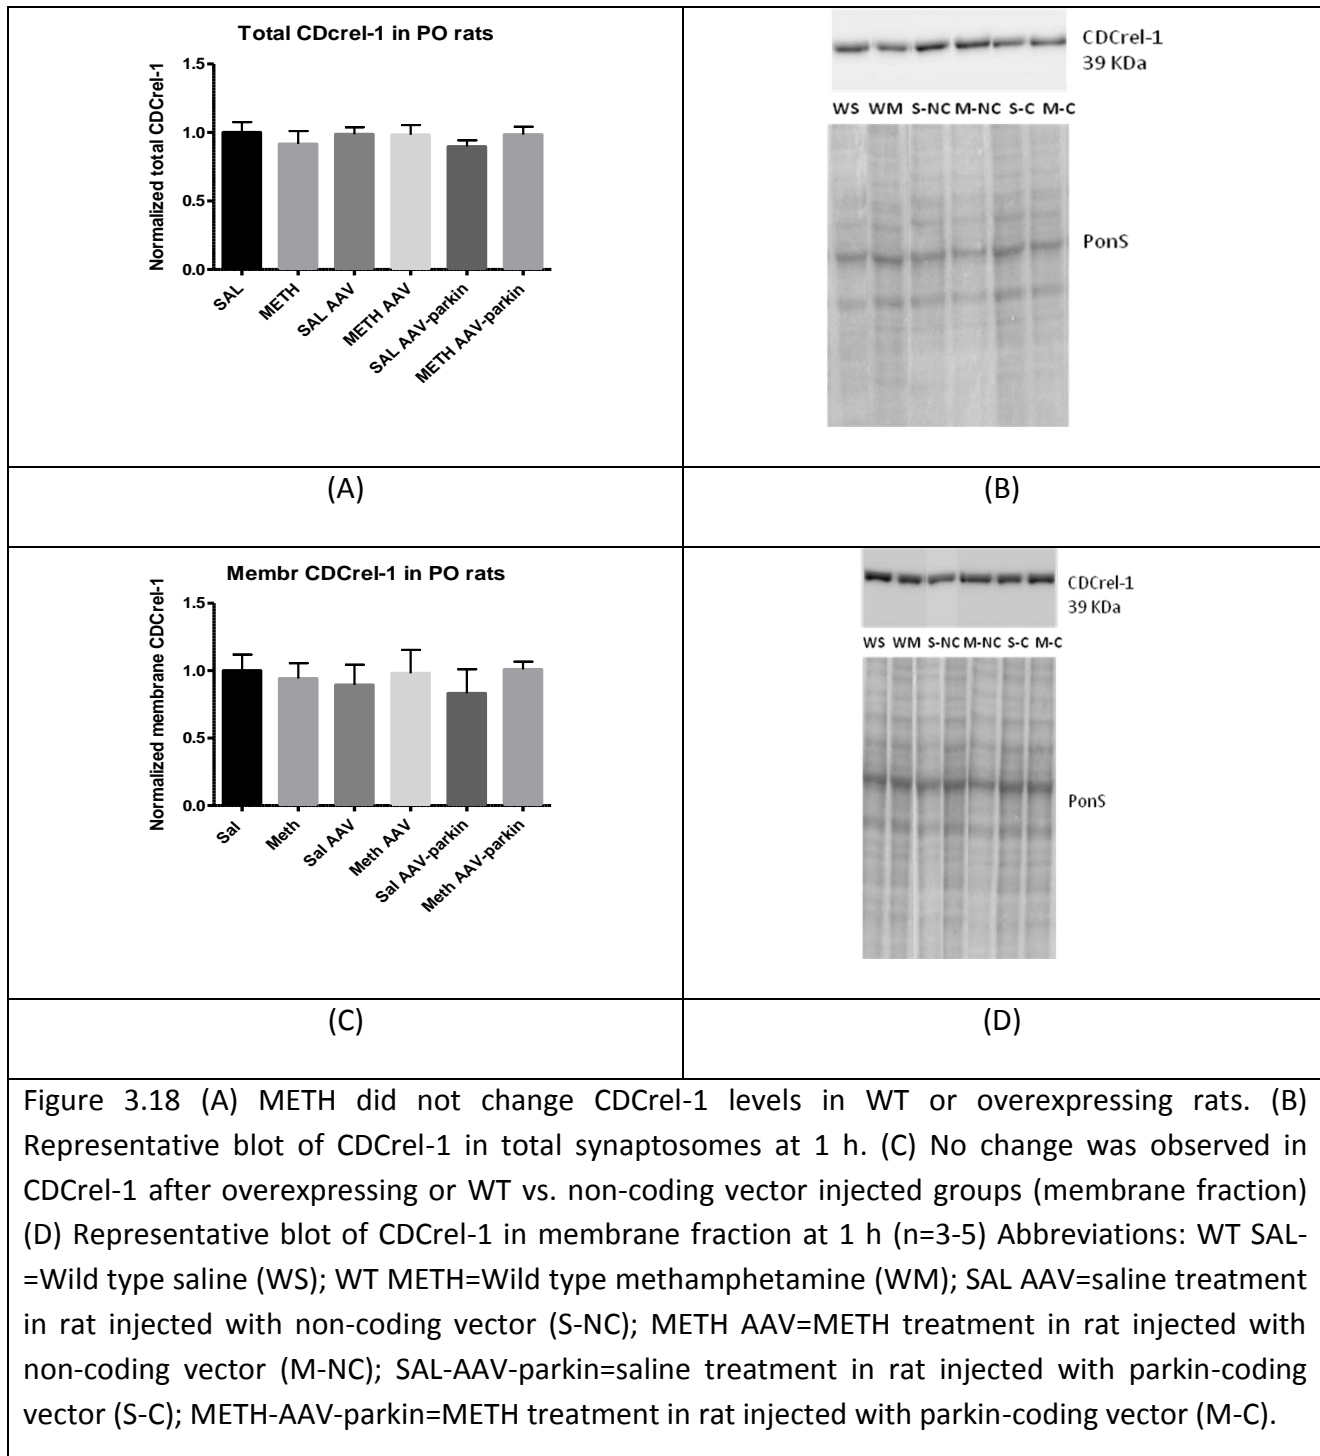 Total CDcrel-1 in PO rats
Normalized total CDCrel-1
1.5
1.0
0.5
0.0
SAL
METH
SAL AAV
METH AAV
SAL AAV-parkin
METH AAV-parkin
CDCrel-1
39 KDa
WS WM S-NC M-NC S-C M-C
PonS
(A)
(B)
Membr CDCrel-1 in PO rats
Normalized membrane CDCrel-1
1.5
1.0
0.5
0.0
Sal
Meth
Sal AAV
Meth AAV
Sal AAV-parkin
Meth AAV-parkin
CDCrel-1
39 KDa
WS WM S-NC M-NC S-C M-C
PonS
(C)
(D)
Figure 3.18 (A) METH did not change CDCrel-1 levels in WT or overexpressing rats. (B)
Representative blot of CDCrel-1 in total synaptosomes at 1 h. (C) No change was observed in
CDCrel-1 after overexpressing or WT vs. non-coding vector injected groups (membrane fraction)
(D) Representative blot of CDCrel-1 in membrane fraction at 1 h (n=3-5) Abbreviations: WT SAL-
=Wild type saline (WS); WT METH=Wild type methamphetamine (WM); SAL AAV=saline treatment
in rat injected with non-coding vector (S-NC); METH AAV=METH treatment in rat injected with
non-coding vector (M-NC); SAL-AAV-parkin=saline treatment in rat injected with parkin-coding
vector (S-C); METH-AAV-parkin=METH treatment in rat injected with parkin-coding vector (M-C).